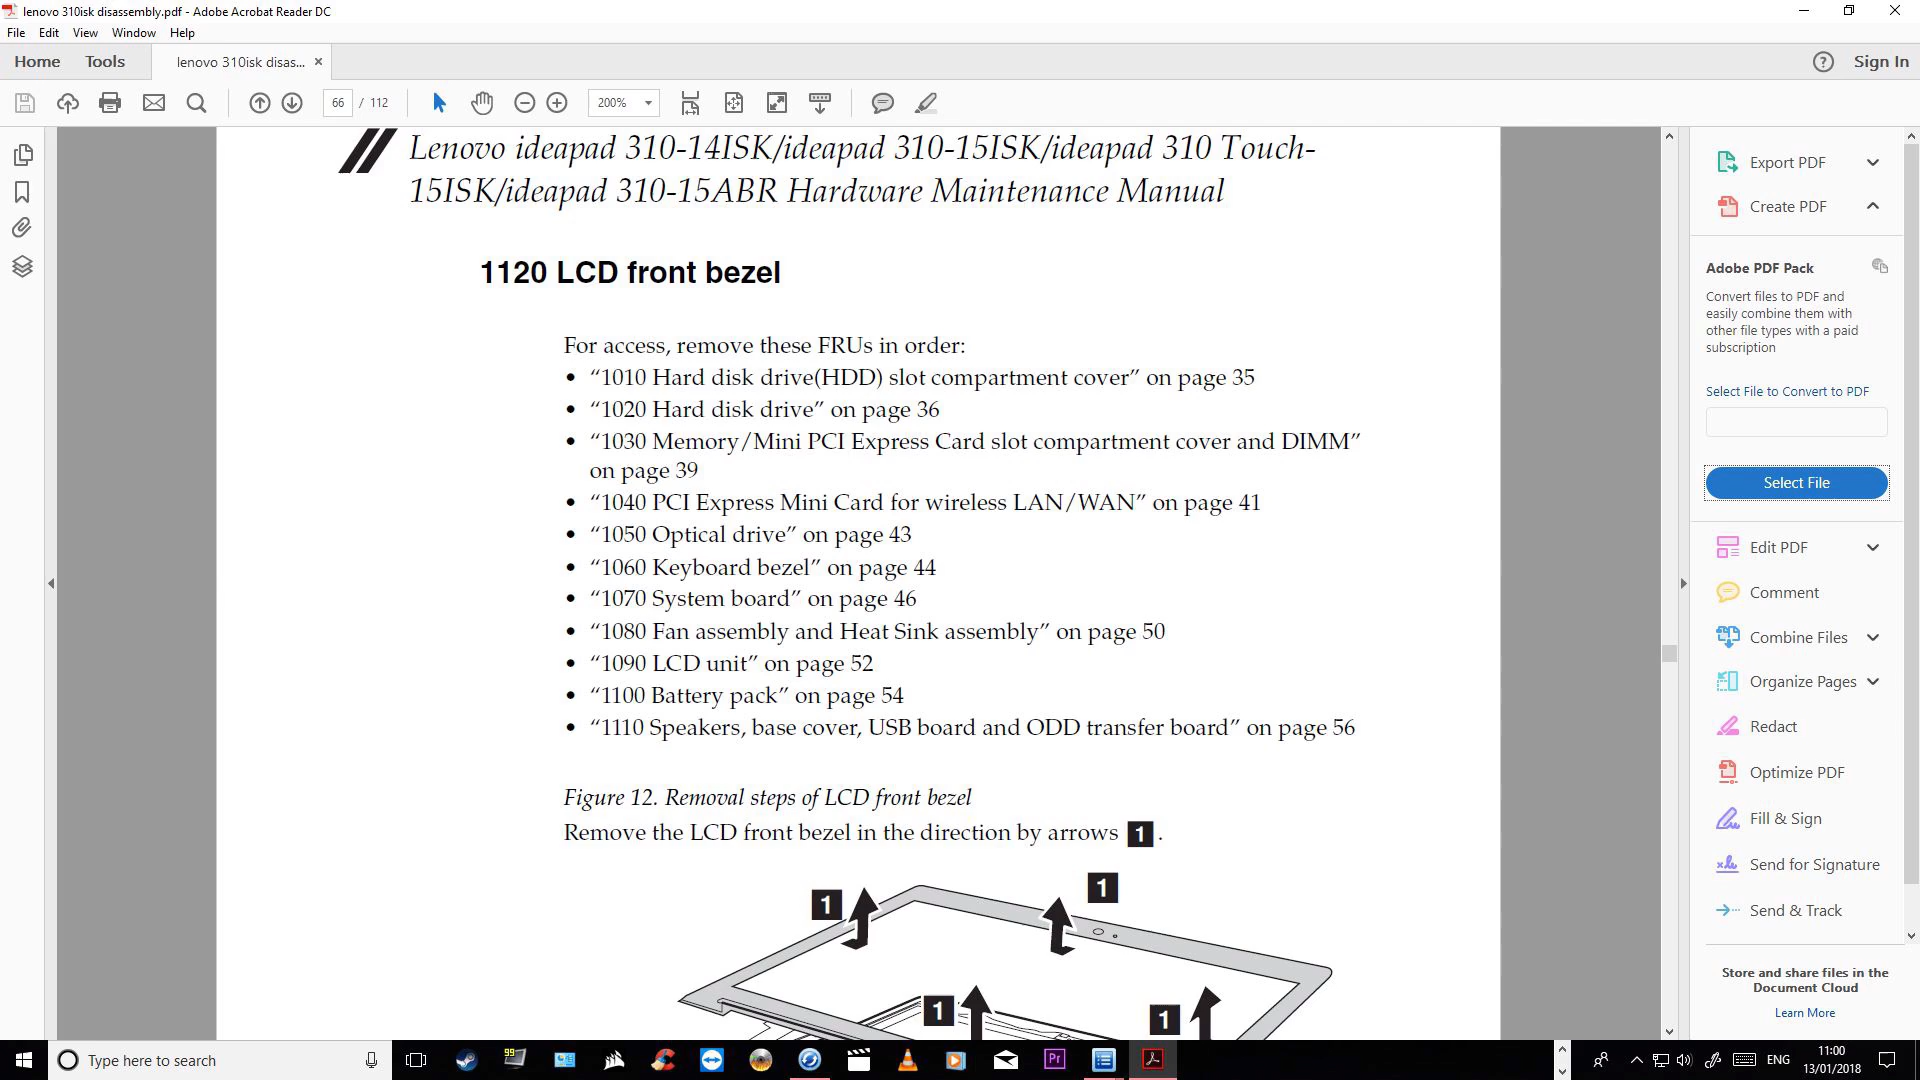 lenovo 310isk disassembly.pdf - Adobe Acrobat Reader DC
File Edit View Window Help
Home Tools lenovo 310isk disas... × Sign In
66 / 112 200%
Lenovo ideapad 310-14ISK/ideapad 310-15ISK/ideapad 310 Touch-
15ISK/ideapad 310-15ABR Hardware Maintenance Manual
1120 LCD front bezel
For access, remove these FRUs in order:
• “1010 Hard disk drive(HDD) slot compartment cover” on page 35
• “1020 Hard disk drive” on page 36
• “1030 Memory/Mini PCI Express Card slot compartment cover and DIMM”
on page 39
• “1040 PCI Express Mini Card for wireless LAN/WAN” on page 41
• “1050 Optical drive” on page 43
• “1060 Keyboard bezel” on page 44
• “1070 System board” on page 46
• “1080 Fan assembly and Heat Sink assembly” on page 50
• “1090 LCD unit” on page 52
• “1100 Battery pack” on page 54
• “1110 Speakers, base cover, USB board and ODD transfer board” on page 56
Figure 12. Removal steps of LCD front bezel
Remove the LCD front bezel in the direction by arrows 1 .
1
1
1
1
Export PDF
Create PDF
Adobe PDF Pack
Convert files to PDF and
easily combine them with
other file types with a paid
subscription
Select File to Convert to PDF
Select File
Edit PDF
Comment
Combine Files
Organize Pages
Redact
Optimize PDF
Fill & Sign
Send for Signature
Send & Track
Store and share files in the
Document Cloud
Learn More
Type here to search
99
Pr
ENG
11:00
13/01/2018